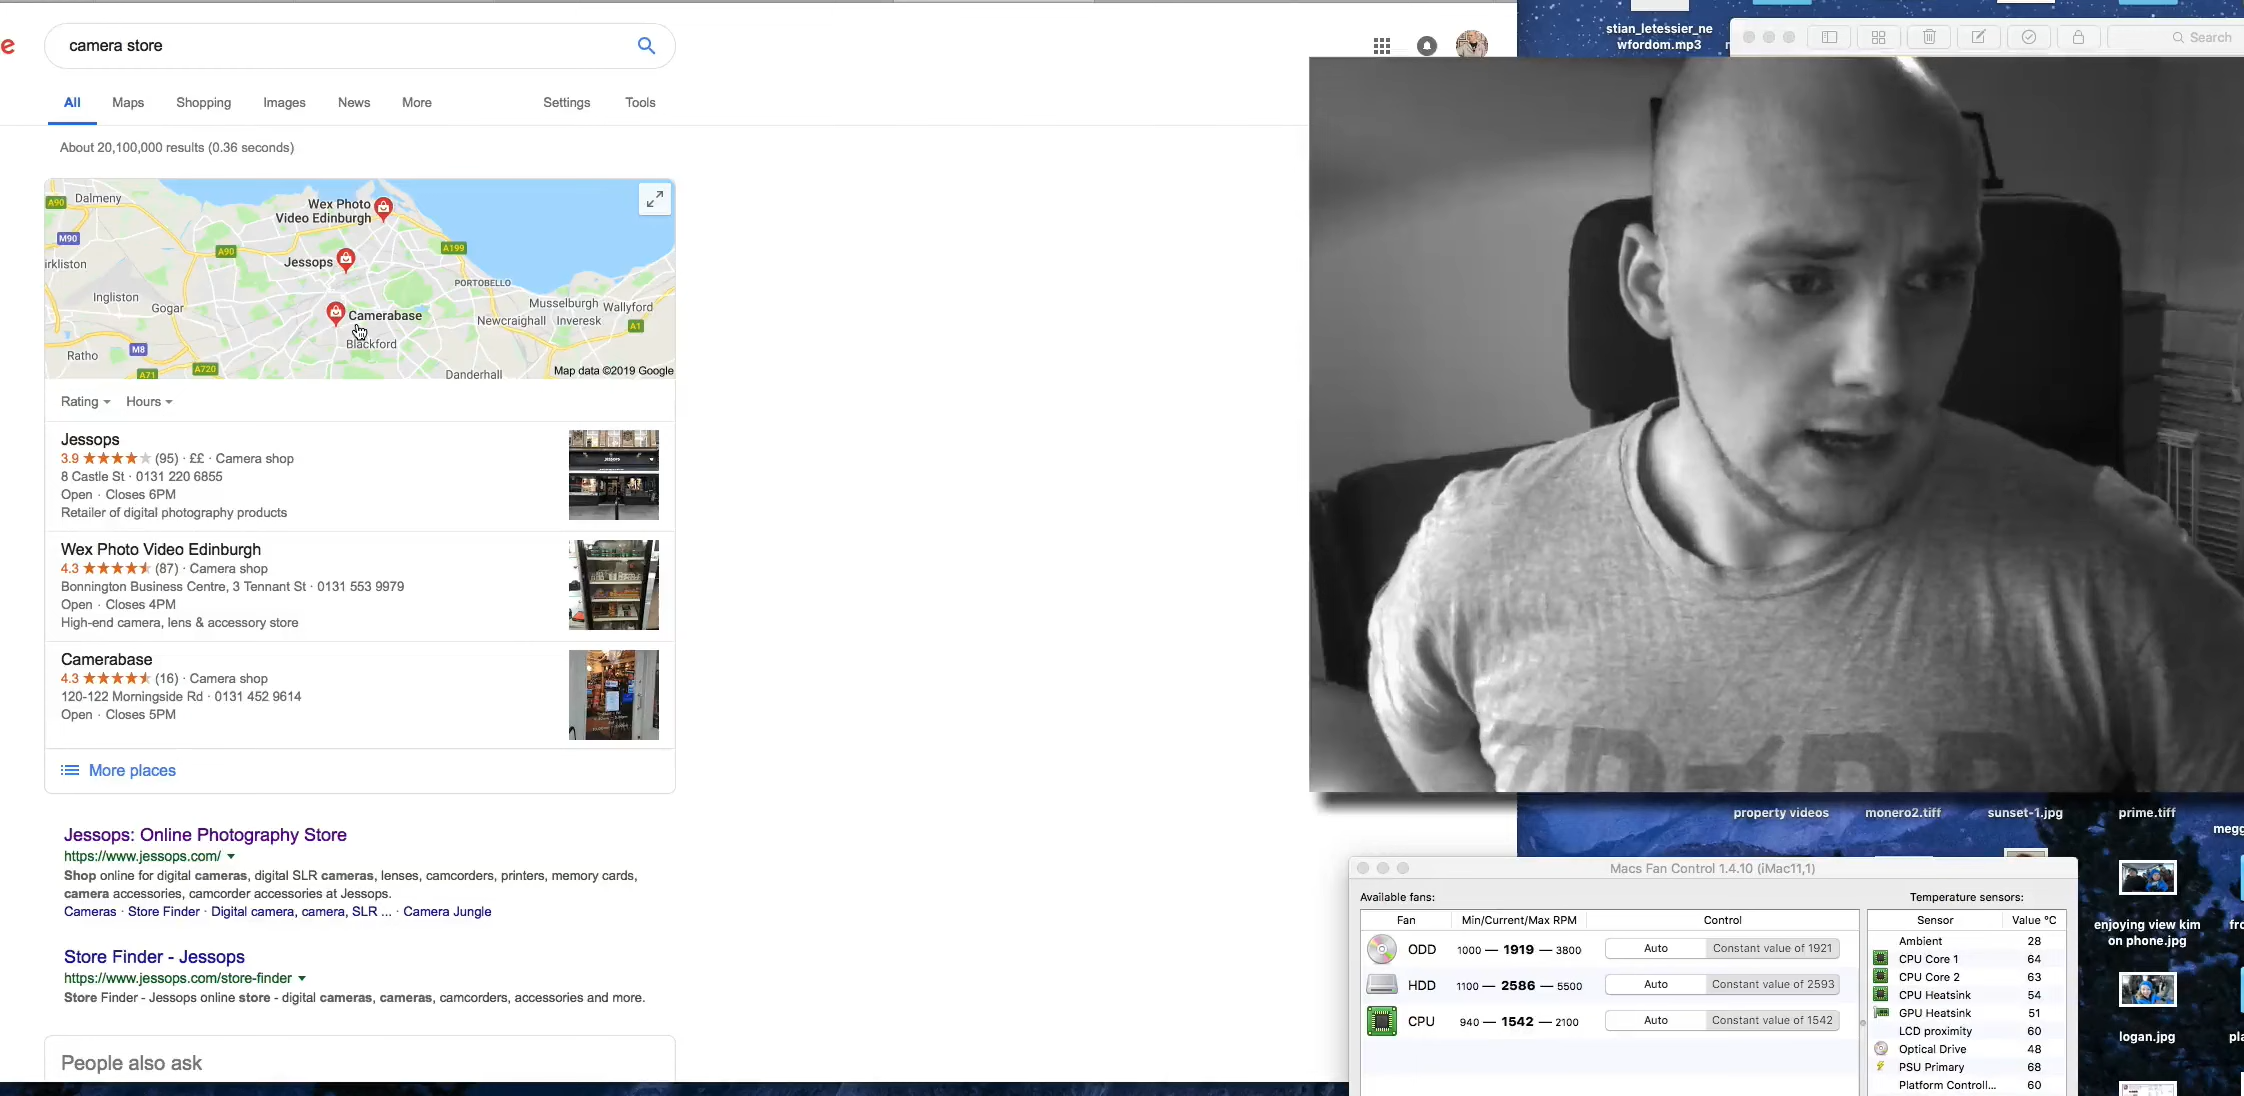 e
camera store
All Maps Shopping Images News More Settings Tools
About 20,100,000 results (0.36 seconds)
A90 Dalmeny
Wex Photo
Video Edinburgh
M90
A90
A199
irkliston
Jessops
PORTOBELLO
Ingliston
Gogar
Musselburgh Wallyford
Camerabase
Newcraighall Inveresk
A1
Blackford
Ratho
M8
A71
A720
Danderhall
Map data ©2019 Google
Rating Hours
Jessops
3.9 (95) · ££ · Camera shop
8 Castle St · 0131 220 6855
Open · Closes 6PM
Retailer of digital photography products
Wex Photo Video Edinburgh
4.3 (87) · Camera shop
Bonnington Business Centre, 3 Tennant St · 0131 553 9979
Open · Closes 4PM
High-end camera, lens & accessory store
Camerabase
4.3 (16) · Camera shop
120-122 Morningside Rd · 0131 452 9614
Open · Closes 5PM
More places
Jessops: Online Photography Store
https://www.jessops.com/
Shop online for digital cameras, digital SLR cameras, lenses, camcorders, printers, memory cards,
camera accessories, camcorder accessories at Jessops.
Cameras · Store Finder · Digital camera, camera, SLR ... · Camera Jungle
Store Finder - Jessops
https://www.jessops.com/store-finder
Store Finder - Jessops online store - digital cameras, cameras, camcorders, accessories and more.
People also ask
stian_letessier_ne
wfordom.mp3
Search
property videos
monero2.tiff
sunset-1.jpg
prime.tiff
megg
Macs Fan Control 1.4.10 (iMac11,1)
Available fans:
Fan Min/Current/Max RPM Control
ODD 1000 — 1919 — 3800 Auto Constant value of 1921
HDD 1100 — 2586 — 5500 Auto Constant value of 2593
CPU 940 — 1542 — 2100 Auto Constant value of 1542
Temperature sensors:
Sensor Value °C
Ambient 28
CPU Core 1 64
CPU Core 2 63
CPU Heatsink 54
GPU Heatsink 51
LCD proximity 60
Optical Drive 48
PSU Primary 68
Platform Controll... 60
enjoying view kim
on phone.jpg
fro
logan.jpg
pla